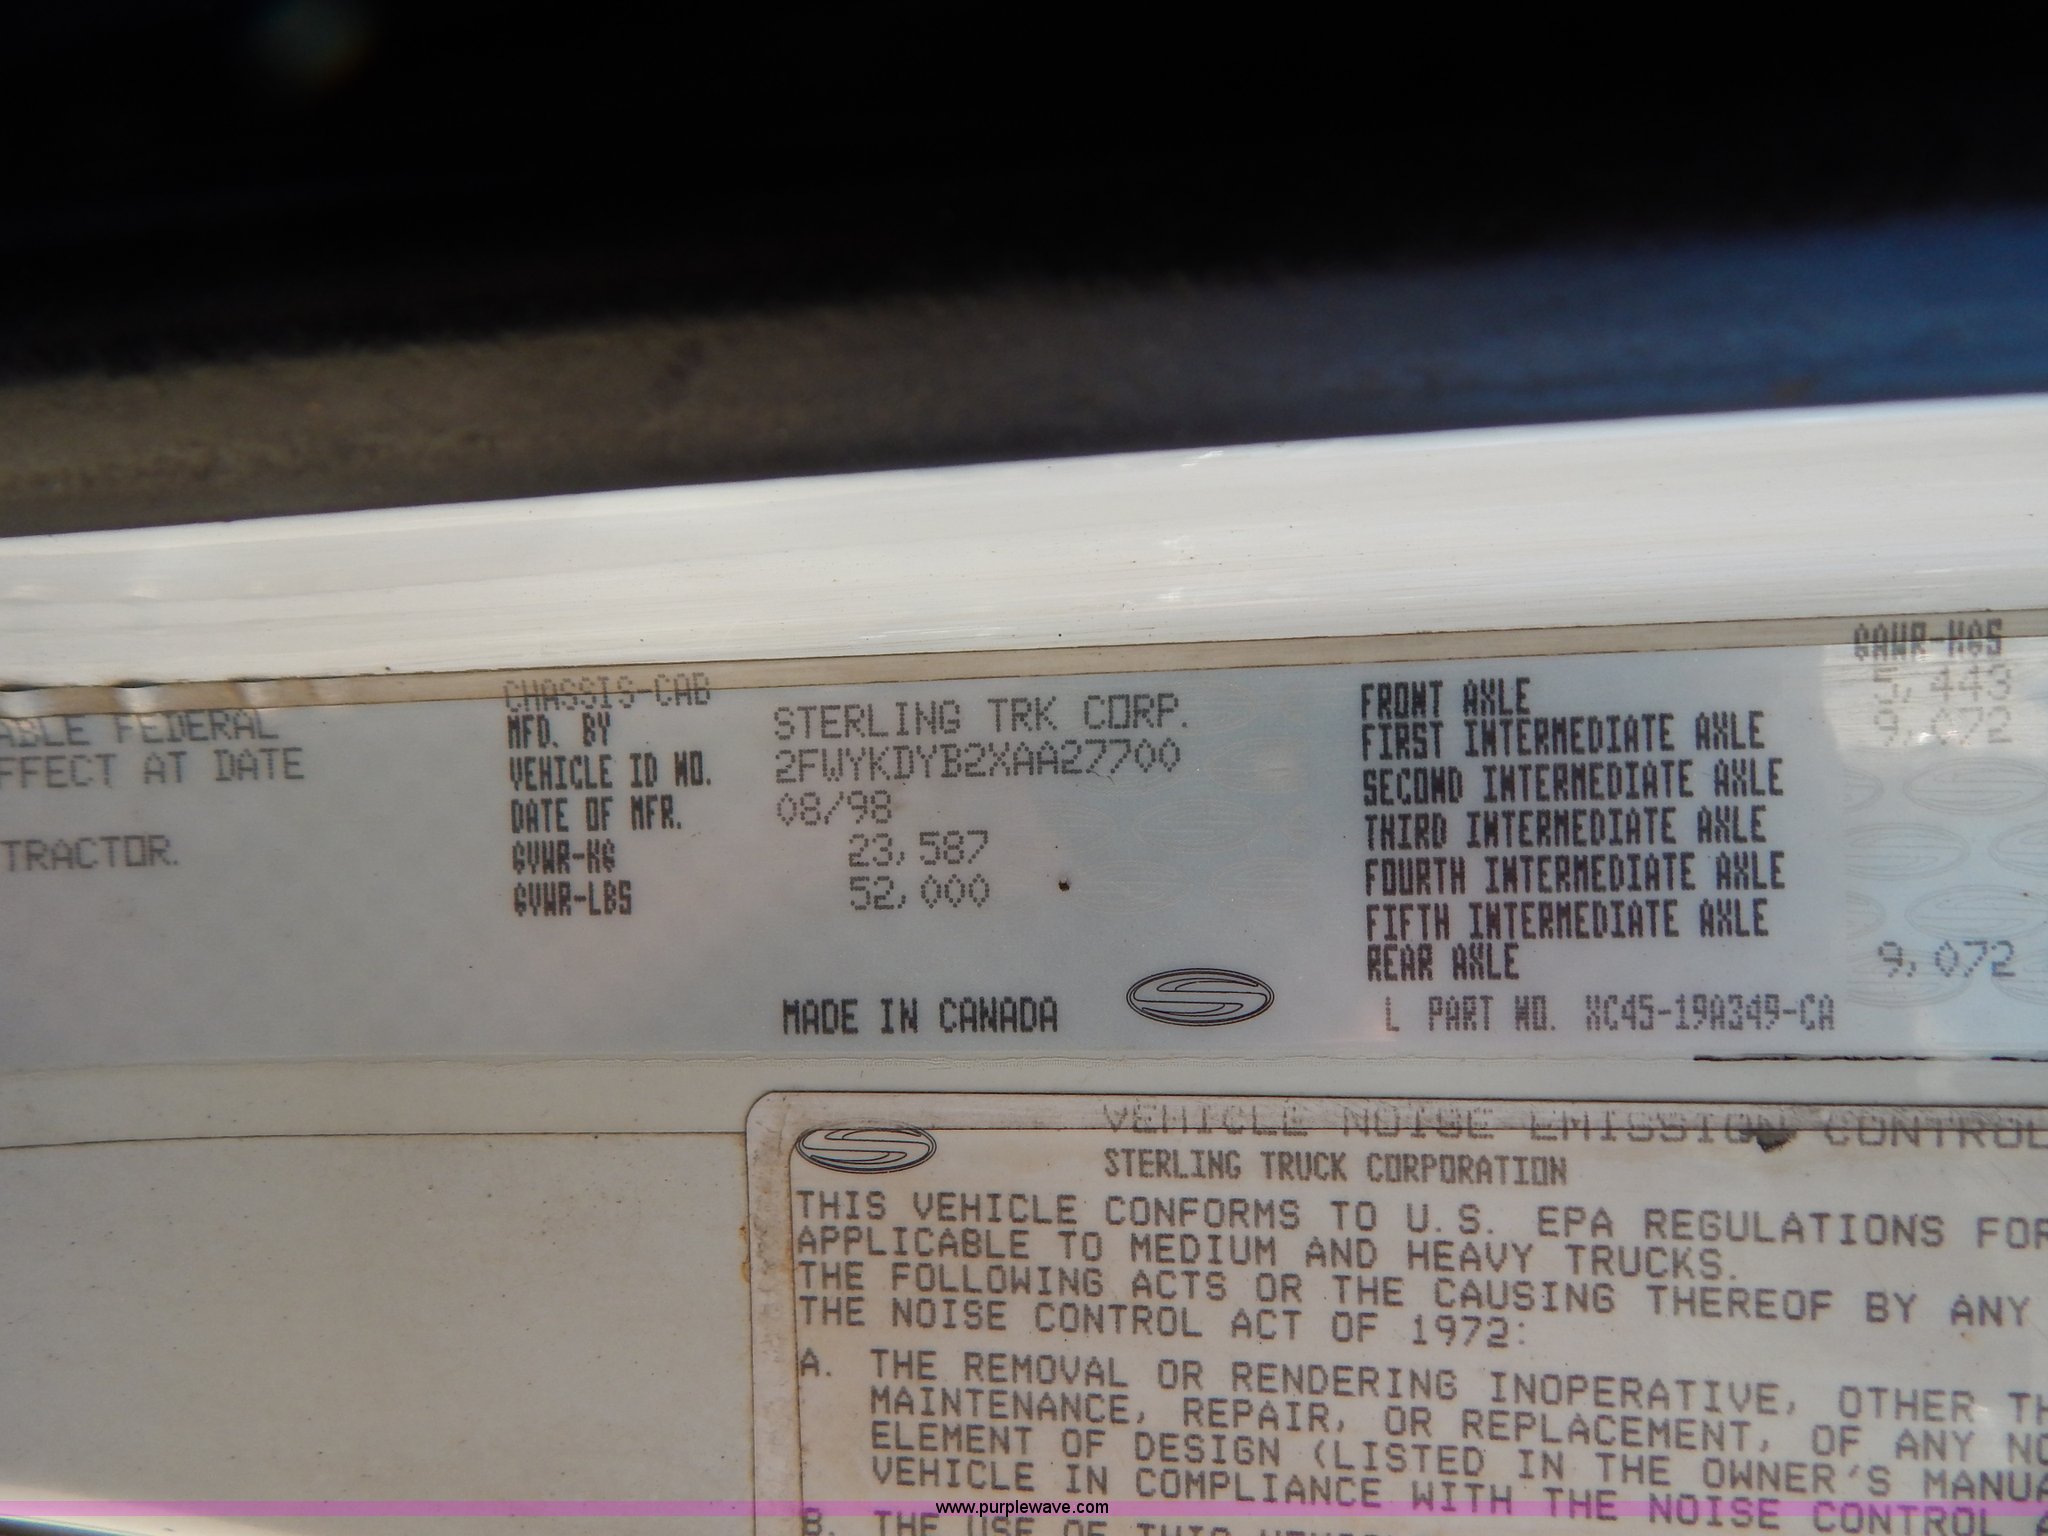 ABLE FEDERAL
FFECT AT DATE
TRACTOR.
CHASSIS-CAB
MFD. BY STERLING TRK CORP.
VEHICLE ID NO. 2FWYKDYB2XAA27700
DATE OF MFR. 08/98
GVWR-KG 23,587
GVWR-LBS 52,000
MADE IN CANADA
GAWR-KGS
FRONT AXLE 5,443
FIRST INTERMEDIATE AXLE 9,072
SECOND INTERMEDIATE AXLE
THIRD INTERMEDIATE AXLE
FOURTH INTERMEDIATE AXLE
FIFTH INTERMEDIATE AXLE
REAR AXLE 9,072
L PART NO. XC45-19A349-CA
VEHICLE NOISE EMISSION CONTROL
STERLING TRUCK CORPORATION
THIS VEHICLE CONFORMS TO U.S. EPA REGULATIONS FOR
APPLICABLE TO MEDIUM AND HEAVY TRUCKS.
THE FOLLOWING ACTS OR THE CAUSING THEREOF BY ANY
THE NOISE CONTROL ACT OF 1972:
A. THE REMOVAL OR RENDERING INOPERATIVE, OTHER TH
MAINTENANCE, REPAIR, OR REPLACEMENT, OF ANY NO
ELEMENT OF DESIGN (LISTED IN THE OWNER'S MANUA
VEHICLE IN COMPLIANCE WITH THE NOISE CONTROL A
B. THE USE OF THIS
www.purplewave.com